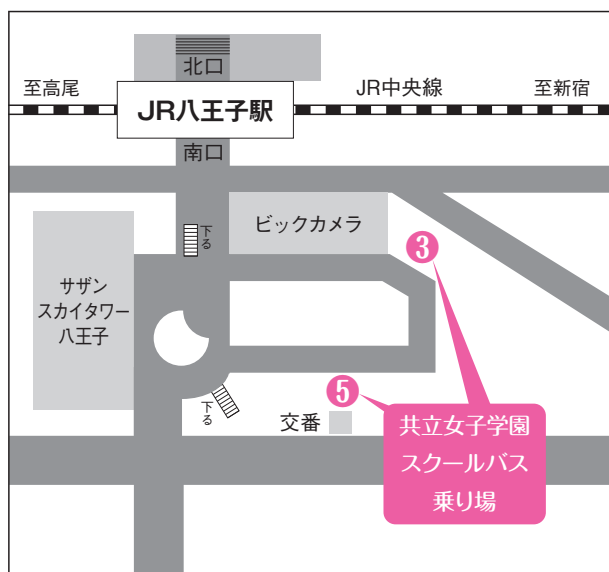 北口
至高尾
JR中央線
至新宿
JR八王子駅
南口
下る
ビックカメラ
サザン
スカイタワー
八王子
3
5
下る
交番
共立女子学園
スクールバス
乗り場